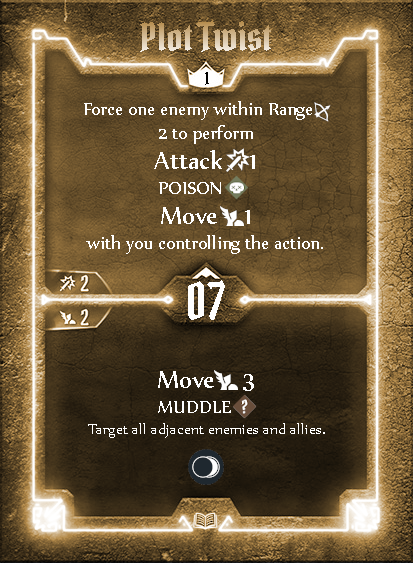 Plot Twist
1
Force one enemy within Range
2 to perform
Attack 1
POISON
Move 1
with you controlling the action.
2
07
2
Move 3
MUDDLE ?
Target all adjacent enemies and allies.